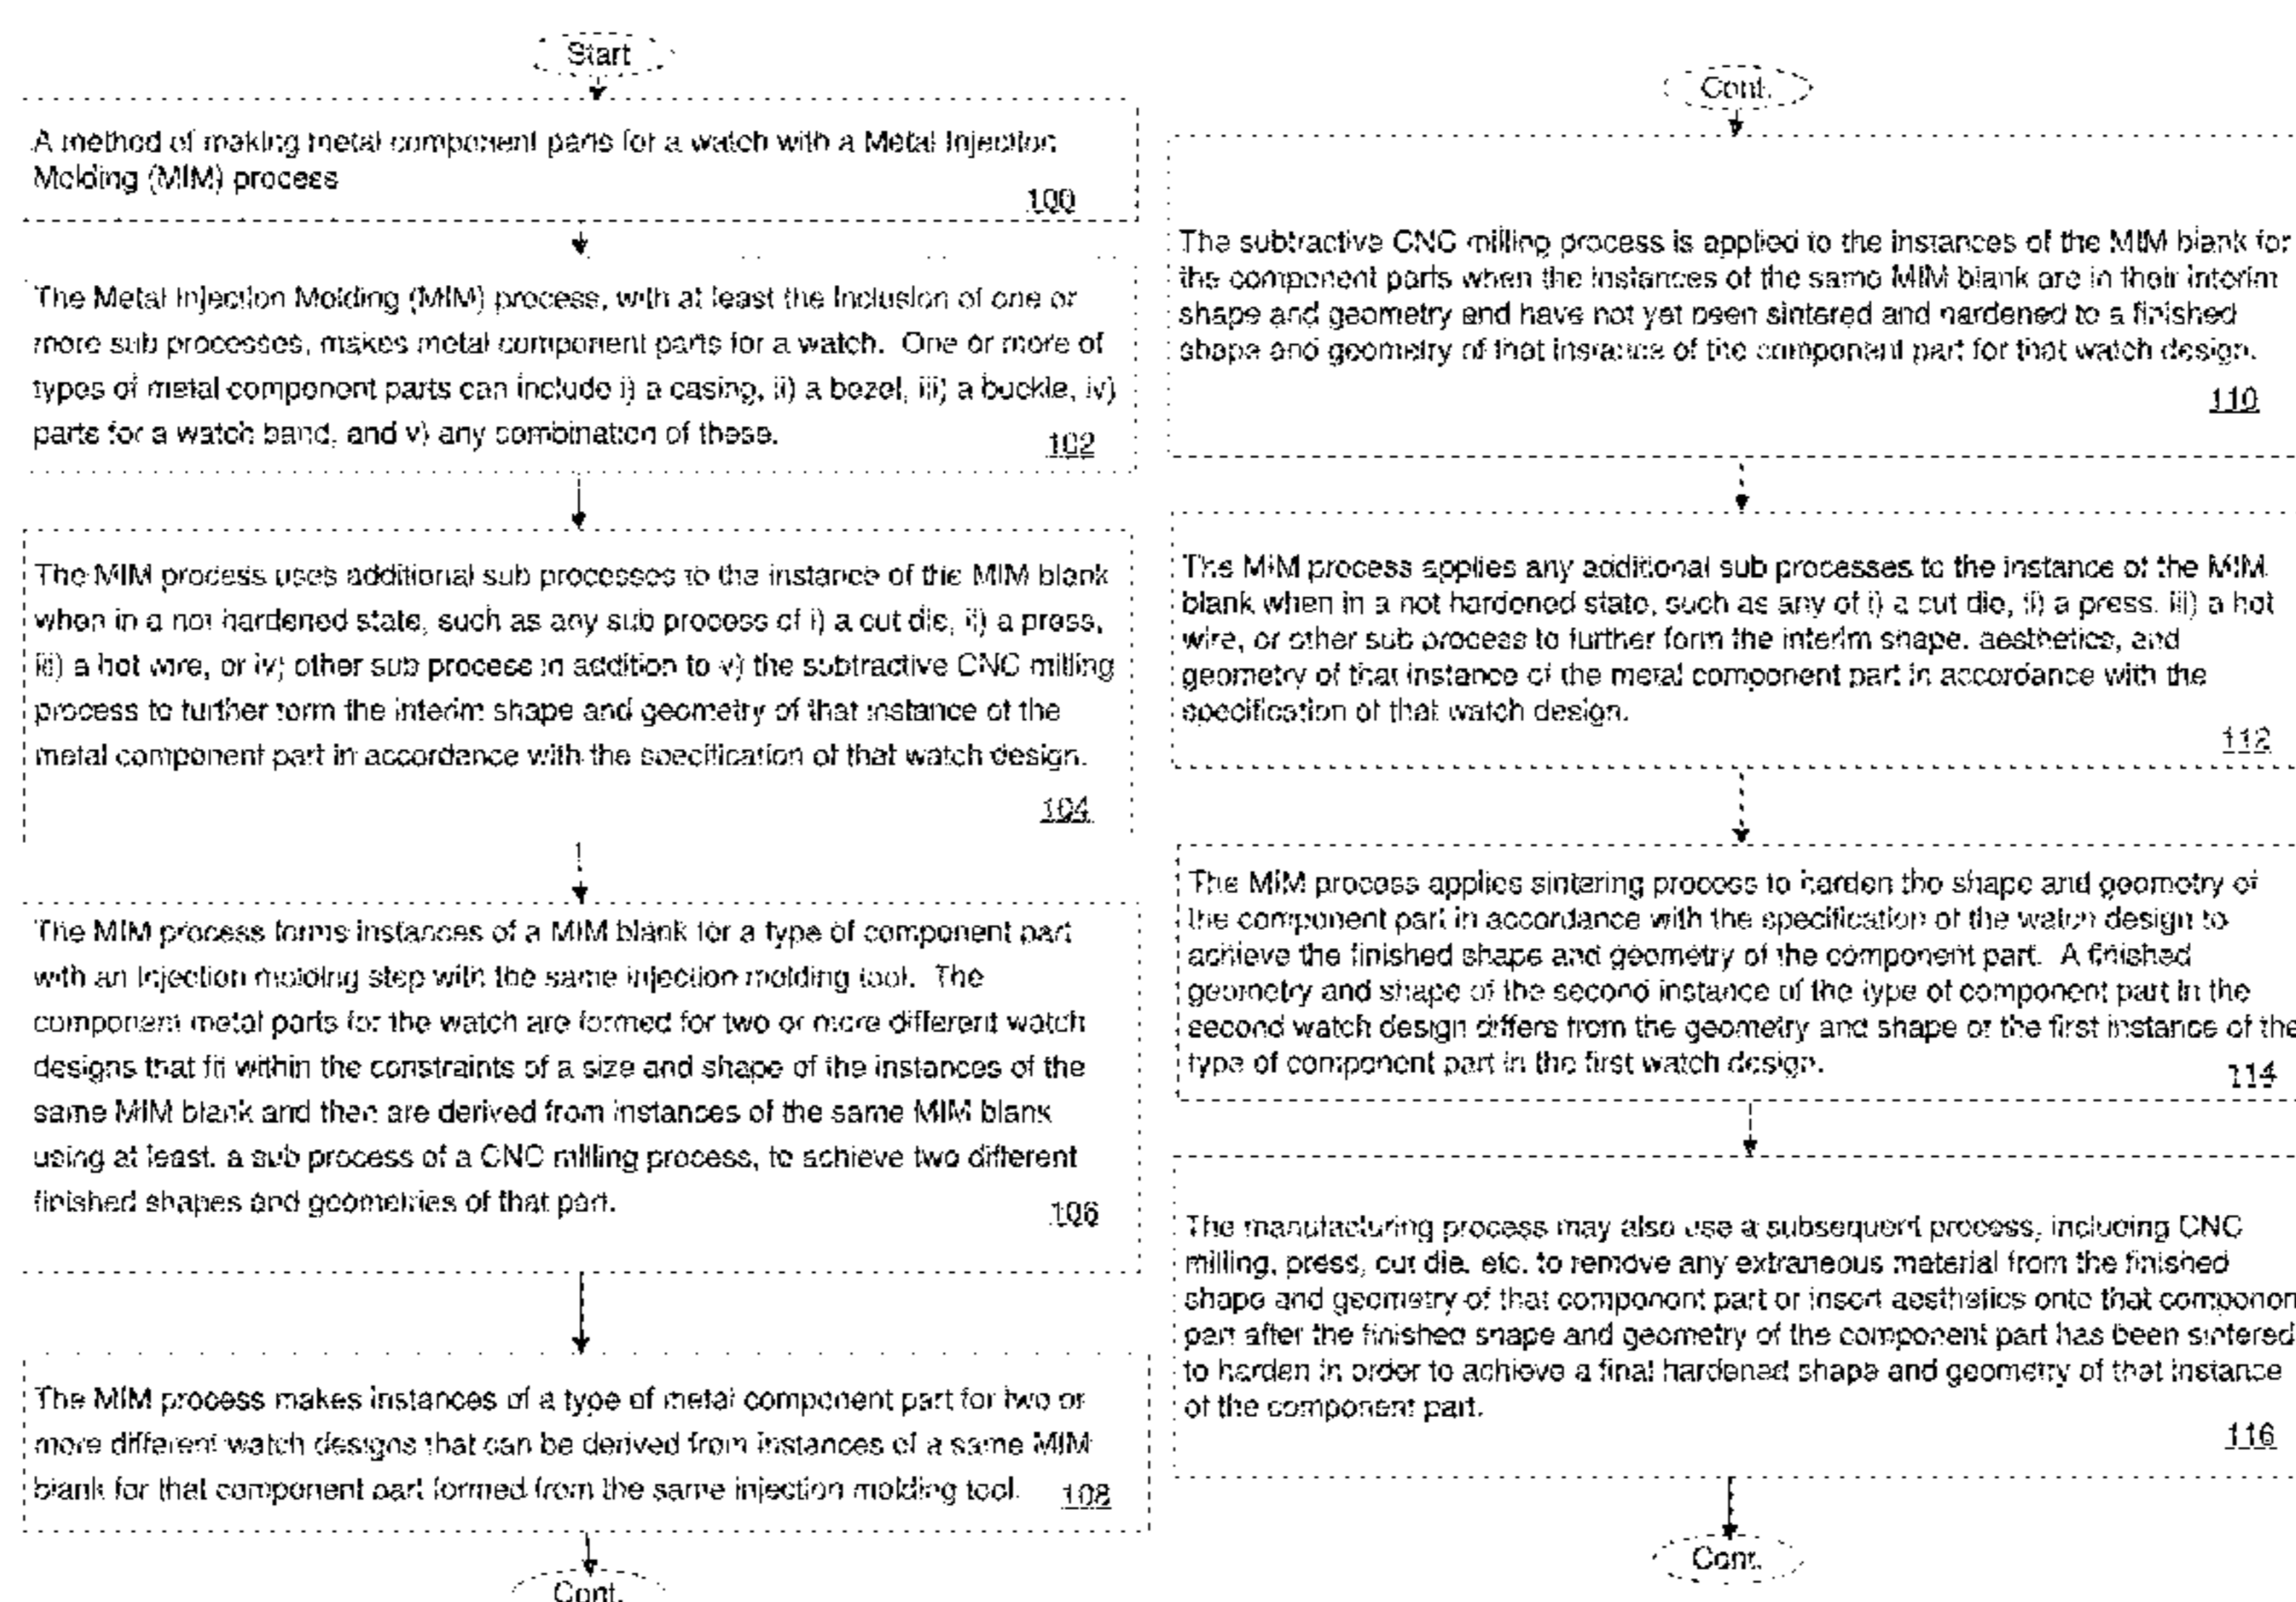 Start
A method of making metal component parts for a watch with a Metal Injection
Molding (MIM) process
100
The Metal Injection Molding (MIM) process, with at least the inclusion of one or
more sub processes, makes metal component parts for a watch. One or more of
types of metal component parts can include i) a casing, ii) a bezel, iii) a buckle, iv)
parts for a watch band, and v) any combination of these.
102
The MIM process uses additional sub processes to the instance of the MIM blank
when in a not hardened state, such as any sub process of i) a cut die, ii) a press,
iii) a hot wire, or iv) other sub process in addition to v) the subtractive CNC milling
process to further form the interim shape and geometry of that instance of the
metal component part in accordance with the specification of that watch design.
104
The MIM process forms instances of a MIM blank for a type of component part
with an injection molding step with the same injection molding tool. The
component metal parts for the watch are formed for two or more different watch
designs that fit within the constraints of a size and shape of the instances of the
same MIM blank and then are derived from instances of the same MIM blank
using at least, a sub process of a CNC milling process, to achieve two different
finished shapes and geometries of that part.
106
The MIM process makes instances of a type of metal component part for two or
more different watch designs that can be derived from instances of a same MIM
blank for that component part formed from the same injection molding tool.
108
Cont.
Cont.
The subtractive CNC milling process is applied to the instances of the MIM blank for
the component parts when the instances of the same MIM blank are in their interim
shape and geometry and have not yet been sintered and hardened to a finished
shape and geometry of that instance of the component part for that watch design.
110
The MIM process applies any additional sub processes to the instance of the MIM
blank when in a not hardened state, such as any of i) a cut die, ii) a press, iii) a hot
wire, or other sub process to further form the interim shape, aesthetics, and
geometry of that instance of the metal component part in accordance with the
specification of that watch design.
112
The MIM process applies sintering process to harden the shape and geometry of
the component part in accordance with the specification of the watch design to
achieve the finished shape and geometry of the component part. A finished
geometry and shape of the second instance of the type of component part in the
second watch design differs from the geometry and shape of the first instance of the
type of component part in the first watch design.
114
The manufacturing process may also use a subsequent process, including CNC
milling, press, cut die, etc. to remove any extraneous material from the finished
shape and geometry of that component part or insert aesthetics onto that componen
part after the finished shape and geometry of the component part has been sintered
to harden in order to achieve a final hardened shape and geometry of that instance
of the component part.
116
Cont.